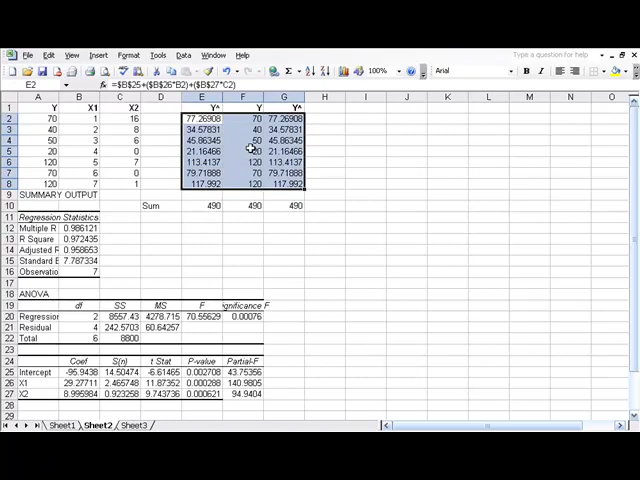 File Edit View Insert Format Tools Data Window Help Type a question for help
100% Arial
E2 =$B$25+($B$26*B2)+($B$27*C2)
A B C D E F G H I J K L M N O
1 Y X1 X2 Y^ Y Y^
2 70 1 16 77.26908 70 77.26908
3 40 2 8 34.57831 40 34.57831
4 50 3 6 45.86345 50 45.86345
5 20 4 0 21.16466 20 21.16466
6 120 5 7 113.4137 120 113.4137
7 70 6 0 79.71888 70 79.71888
8 120 7 1 117.992 120 117.992
9 SUMMARY OUTPUT
10 Sum 490 490 490
11 Regression Statistics
12 Multiple R 0.986121
13 R Square 0.972435
14 Adjusted F 0.958653
15 Standard E 7.787334
16 Observatio 7
17
18 ANOVA
19 df SS MS F ignificance F
20 Regression 2 8557.43 4278.715 70.55629 0.00076
21 Residual 4 242.5703 60.64257
22 Total 6 8800
23
24 Coef S(n) t Stat P-value Partial-F
25 Intercept -95.9438 14.50474 -6.61465 0.002708 43.75356
26 X1 29.27711 2.465748 11.87352 0.000288 140.9805
27 X2 8.995984 0.923258 9.743736 0.000621 94.9404
28
29
Sheet1 Sheet2 Sheet3